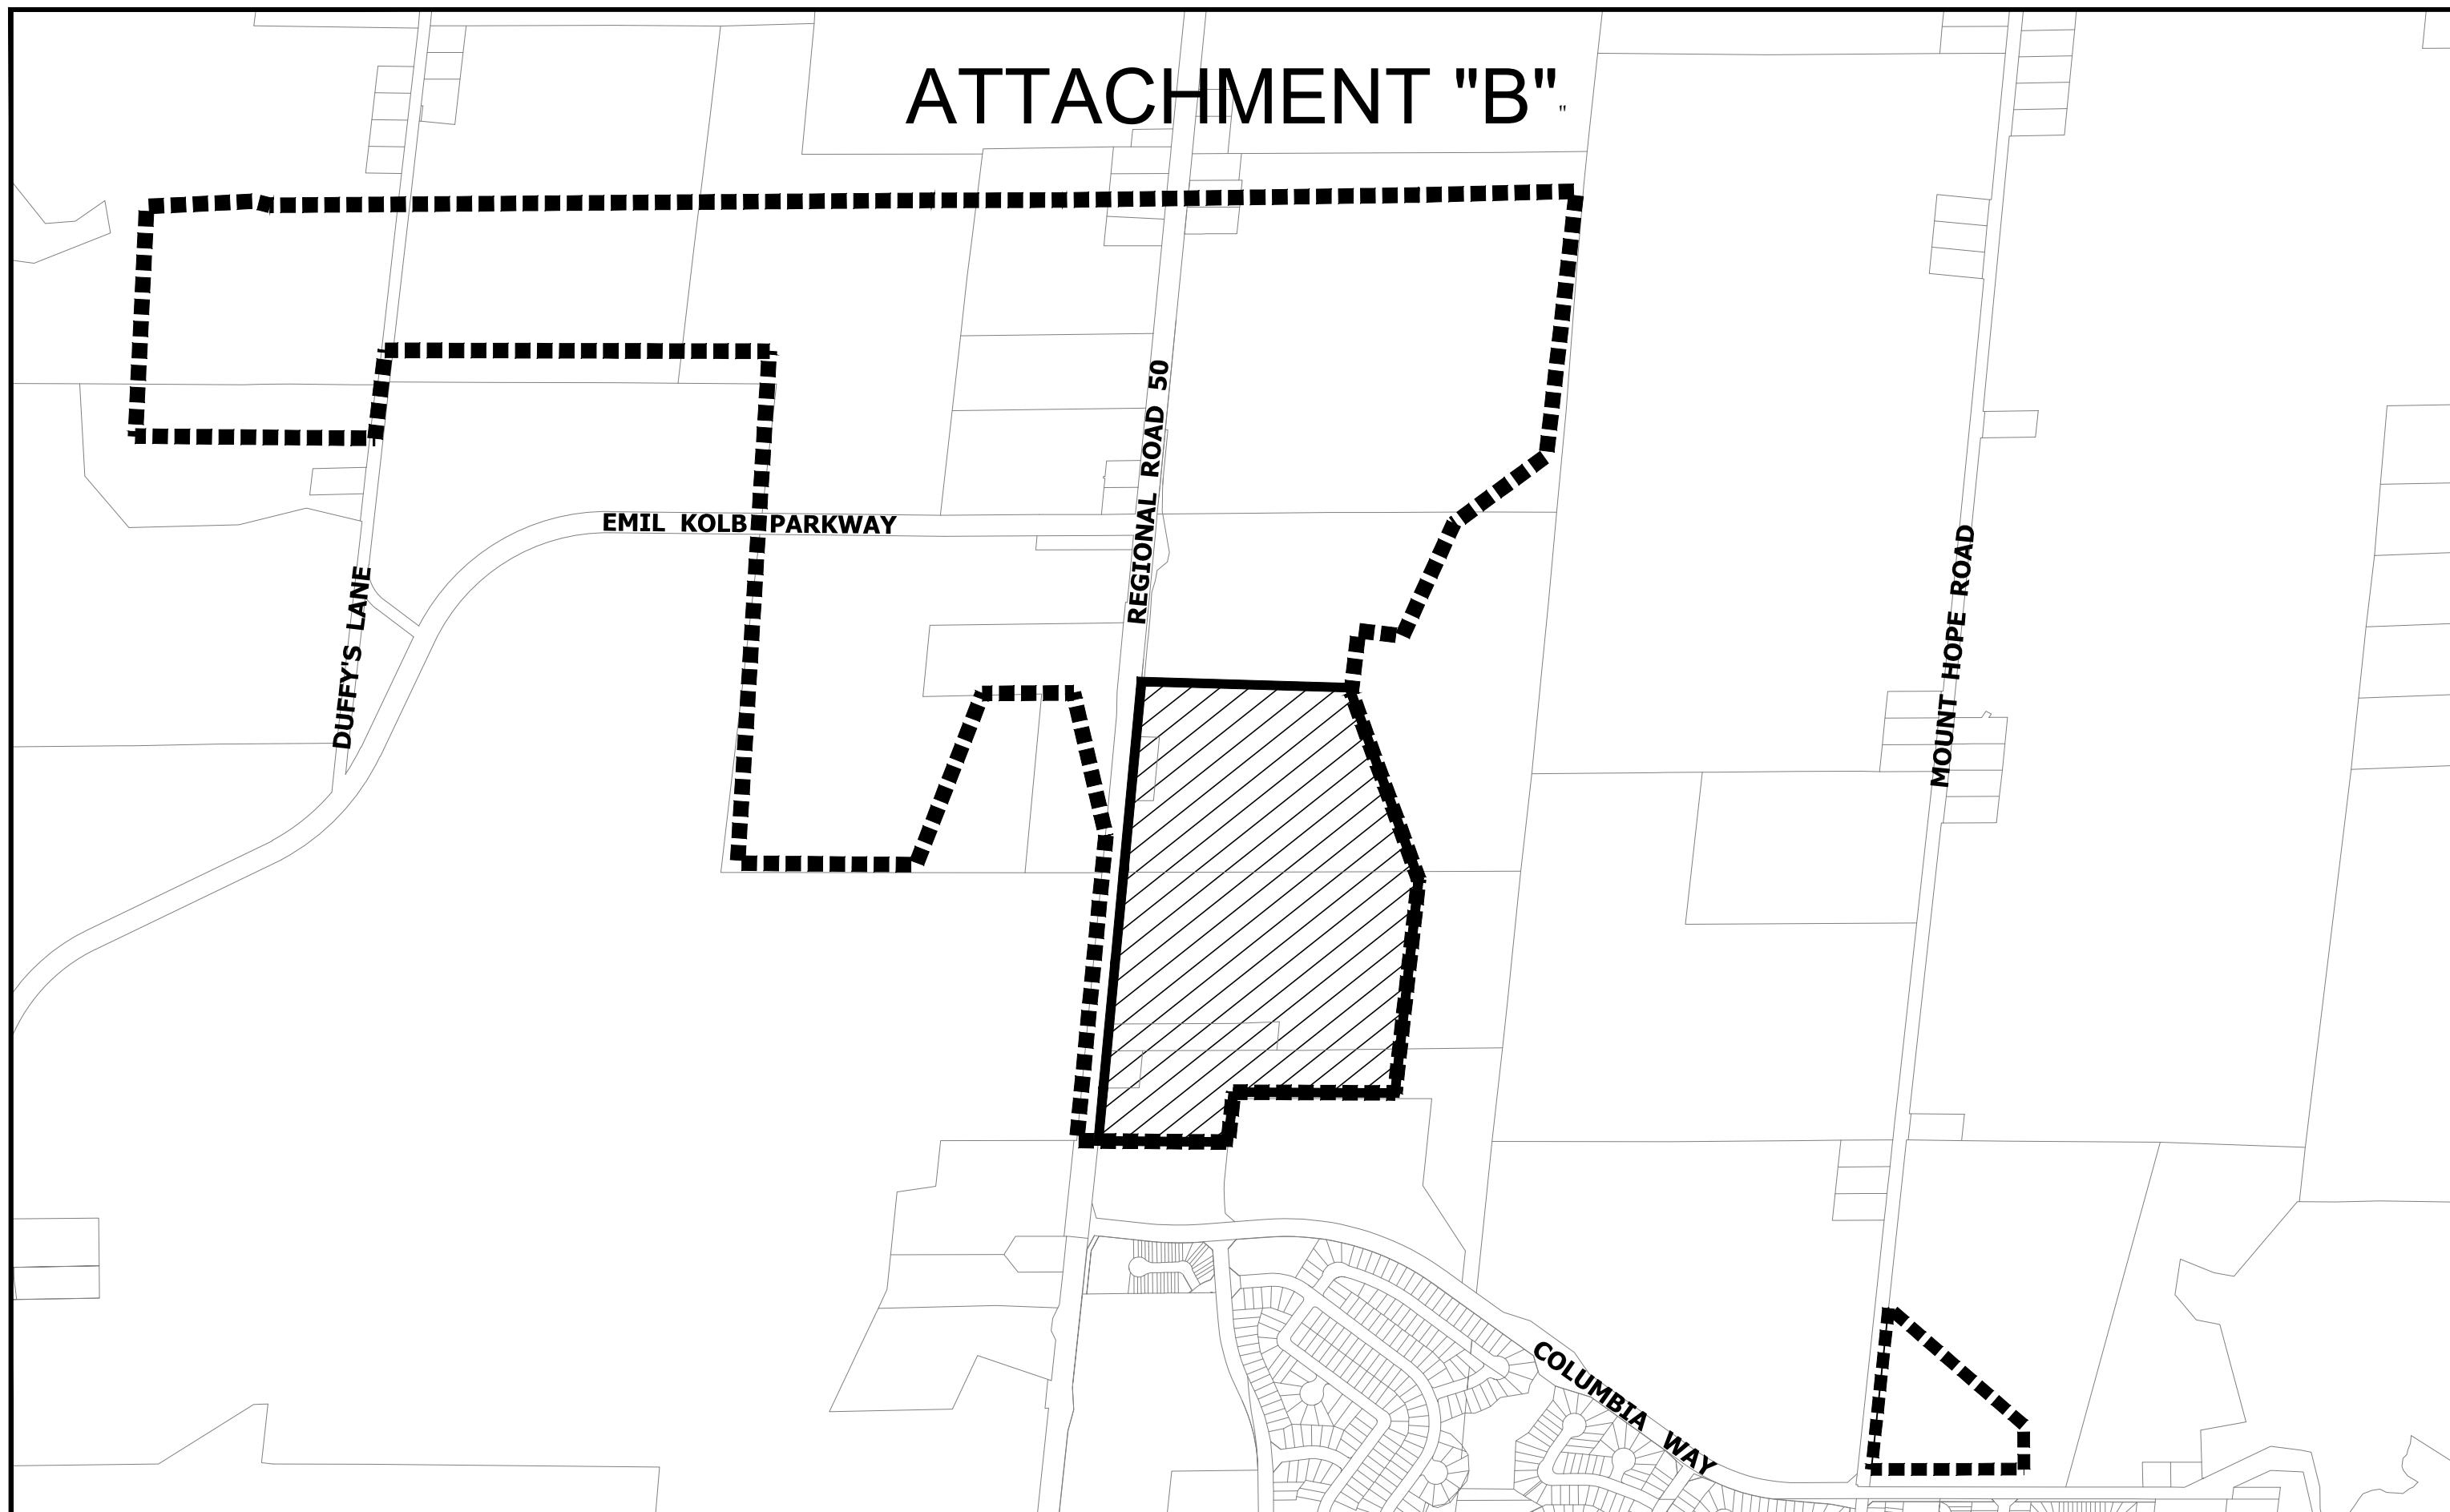 ATTACHMENT "B""
REGIONAL ROAD 50
EMIL KOLB PARKWAY
DUFFY'S LANE
MOUNT HOPE ROAD
COLUMBIA WAY